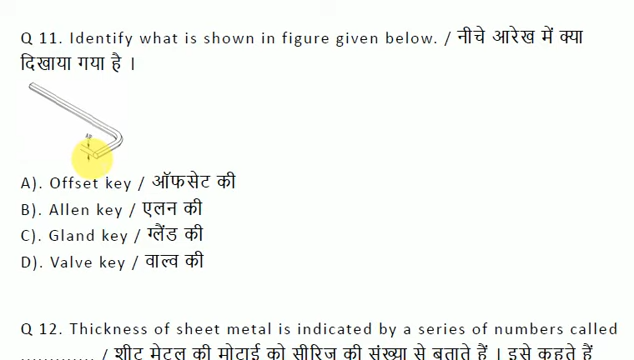 Q 11. Identify what is shown in figure given below. / नीचे आरेख में क्या
दिखाया गया है ।
A). Offset key / ऑफसेट की
B). Allen key / एलन की
C). Gland key / ग्लैंड की
D). Valve key / वाल्व की
Q 12. Thickness of sheet metal is indicated by a series of numbers called
............. / शीट मेटल की मोटाई को सीरिज की संख्या से बताते हैं । इसे कहते हैं